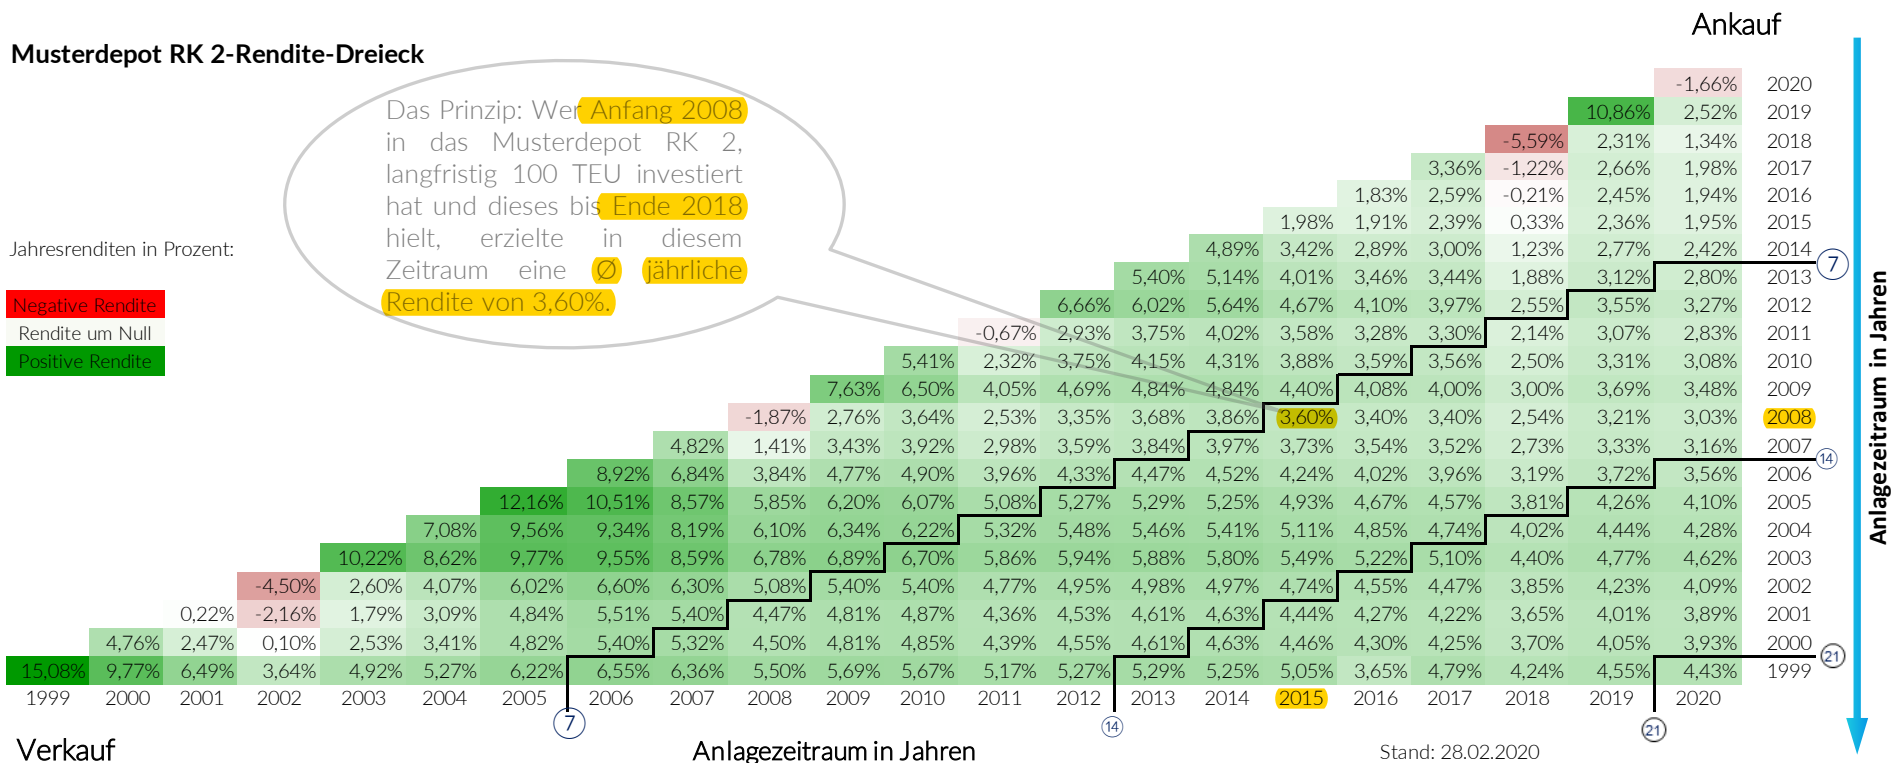 Ankauf
Musterdepot RK 2-Rendite-Dreieck
-1,66% 2020
Das Prinzip: Wer Anfang 2008
10,86% 2,52% 2019
in das Musterdepot RK 2,
-5,59% 2,31% 1,34% 2018
langfristig 100 TEU investiert
3,36% -1,22% 2,66% 1,98% 2017
hat und dieses bis Ende 2018
1,83% 2,59% -0,21% 2,45% 1,94% 2016
1,98% 1,91% 2,39% 0,33% 2,36% 1,95% 2015
hielt, erzielte in diesem
Jahresrenditen in Prozent:
4,89% 3,42% 2,89% 3,00% 1,23% 2,77% 2,42% 2014
7
Zeitraum eine Ø jährliche
5,40% 5,14% 4,01% 3,46% 3,44% 1,88% 3,12% 2,80% 2013
Rendite von 3,60%.
Negative Rendite
6,66% 6,02% 5,64% 4,67% 4,10% 3,97% 2,55% 3,55% 3,27% 2012
Rendite um Null
-0,67% 2,93% 3,75% 4,02% 3,58% 3,28% 3,30% 2,14% 3,07% 2,83% 2011
Positive Rendite
5,41% 2,32% 3,75% 4,15% 4,31% 3,88% 3,59% 3,56% 2,50% 3,31% 3,08% 2010
7,63% 6,50% 4,05% 4,69% 4,84% 4,84% 4,40% 4,08% 4,00% 3,00% 3,69% 3,48% 2009
-1,87% 2,76% 3,64% 2,53% 3,35% 3,68% 3,86% 3,60% 3,40% 3,40% 2,54% 3,21% 3,03% 2008
4,82% 1,41% 3,43% 3,92% 2,98% 3,59% 3,84% 3,97% 3,73% 3,54% 3,52% 2,73% 3,33% 3,16% 2007
14
8,92% 6,84% 3,84% 4,77% 4,90% 3,96% 4,33% 4,47% 4,52% 4,24% 4,02% 3,96% 3,19% 3,72% 3,56% 2006
12,16% 10,51% 8,57% 5,85% 6,20% 6,07% 5,08% 5,27% 5,29% 5,25% 4,93% 4,67% 4,57% 3,81% 4,26% 4,10% 2005
7,08% 9,56% 9,34% 8,19% 6,10% 6,34% 6,22% 5,32% 5,48% 5,46% 5,41% 5,11% 4,85% 4,74% 4,02% 4,44% 4,28% 2004
10,22% 8,62% 9,77% 9,55% 8,59% 6,78% 6,89% 6,70% 5,86% 5,94% 5,88% 5,80% 5,49% 5,22% 5,10% 4,40% 4,77% 4,62% 2003
-4,50% 2,60% 4,07% 6,02% 6,60% 6,30% 5,08% 5,40% 5,40% 4,77% 4,95% 4,98% 4,97% 4,74% 4,55% 4,47% 3,85% 4,23% 4,09% 2002
0,22% -2,16% 1,79% 3,09% 4,84% 5,51% 5,40% 4,47% 4,81% 4,87% 4,36% 4,53% 4,61% 4,63% 4,44% 4,27% 4,22% 3,65% 4,01% 3,89% 2001
4,76% 2,47% 0,10% 2,53% 3,41% 4,82% 5,40% 5,32% 4,50% 4,81% 4,85% 4,39% 4,55% 4,61% 4,63% 4,46% 4,30% 4,25% 3,70% 4,05% 3,93% 2000
21
15,08% 9,77% 6,49% 3,64% 4,92% 5,27% 6,22% 6,55% 6,36% 5,50% 5,69% 5,67% 5,17% 5,27% 5,29% 5,25% 5,05% 3,65% 4,79% 4,24% 4,55% 4,43% 1999
1999 2000 2001 2002 2003 2004 2005 2006 2007 2008 2009 2010 2011 2012 2013 2014 2015 2016 2017 2018 2019 2020
7 14 21
Verkauf
Anlagezeitraum in Jahren
Stand: 28.02.2020
Anlagezeitraum in Jahren